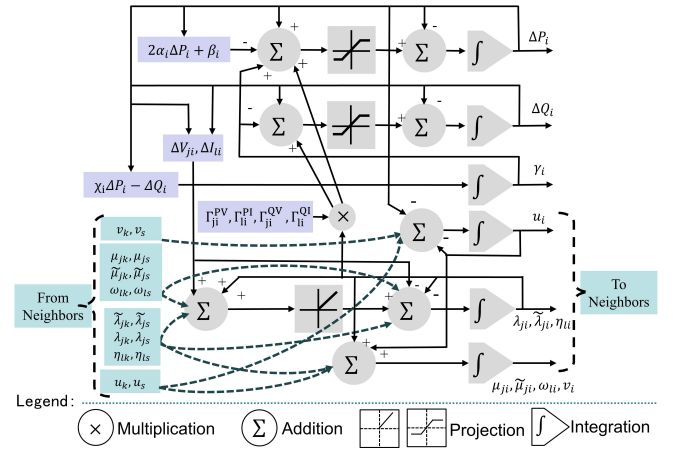 ΔP_i
2α_iΔP_i + β_i
Σ
Σ
∫
+
-
+
+
+
-
ΔQ_i
Σ
Σ
∫
-
-
+
+
-
ΔV_ji, ΔI_li
γ_i
χ_iΔP_i − ΔQ_i
∫
Γ_ji^PV, Γ_li^PI, Γ_ji^QV, Γ_li^QI
×
u_i
Σ
∫
-
-
-
v_k, v_s
μ_jk, μ_js
μ̃_jk, μ̃_js
ω_lk, ω_ls
From
Neighbors
To
Neighbors
λ̃_jk, λ̃_js
λ_jk, λ_js
η_lk, η_ls
u_k, u_s
Σ
Σ
∫
+
+
+
+
-
-
λ_ji, λ̃_ji, η_li
Σ
∫
+
+
μ_ji, μ̃_ji, ω_li, v_i
Legend:
× Multiplication
Σ Addition
Projection
∫ Integration